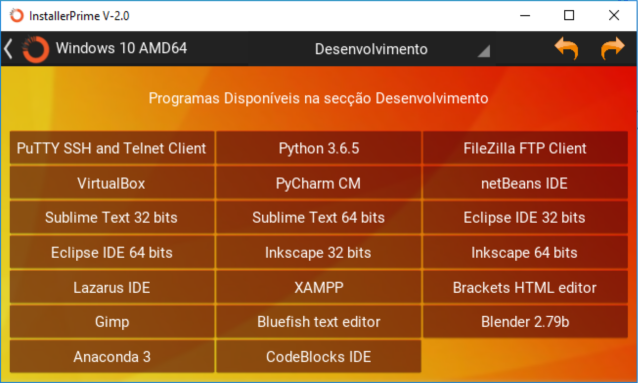 InstallerPrime V-2.0
Windows 10 AMD64 Desenvolvimento
Programas Disponíveis na secção Desenvolvimento
PuTTY SSH and Telnet Client Python 3.6.5 FileZilla FTP Client
VirtualBox PyCharm CM netBeans IDE
Sublime Text 32 bits Sublime Text 64 bits Eclipse IDE 32 bits
Eclipse IDE 64 bits Inkscape 32 bits Inkscape 64 bits
Lazarus IDE XAMPP Brackets HTML editor
Gimp Bluefish text editor Blender 2.79b
Anaconda 3 CodeBlocks IDE